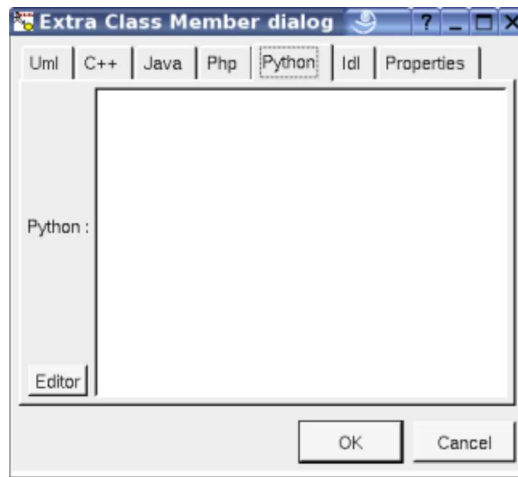 Extra Class Member dialog
Uml C++ Java Php Python Idl Properties
Python :
Editor
OK Cancel